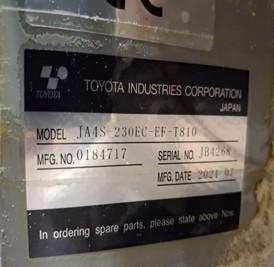 TOYOTA
TOYOTA INDUSTRIES CORPORATION
JAPAN
MODEL JA4S-230EC-EF-T810
MFG. NO. 0184717
SERIAL NO. JB4268
MFG. DATE 2021 07
In ordering spare parts, please state above Nos.